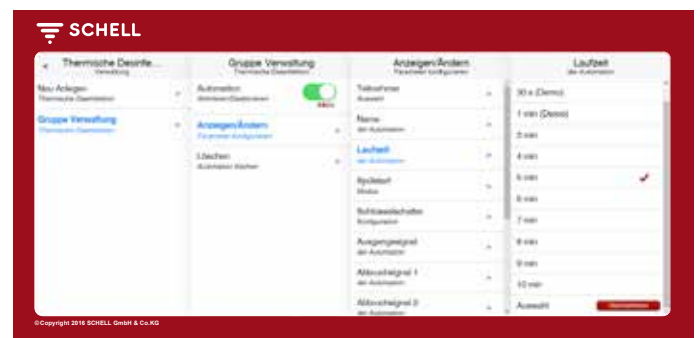 SCHELL
Thermische Desinfe...
Verwaltung
Gruppe Verwaltung
Thermische Desinfektion
Anzeigen/Ändern
Parameter konfigurieren
Laufzeit
der Automation
Neu Anlegen
Thermische Desinfektion
Gruppe Verwaltung
Thermische Desinfektion
Automation
Aktivieren/Deaktivieren
Anzeigen/Ändern
Parameter konfigurieren
Löschen
Automation löschen
Teilnehmer
Auswahl
Name
der Automation
Laufzeit
der Automation
Spülstart
Modus
Schlüsselschalter
Konfiguration
Ausgangssignal
der Automation
Abbruchsignal 1
der Automation
Abbruchsignal 2
der Automation
30 s (Demo)
1 min (Demo)
3 min
4 min
5 min
6 min
7 min
8 min
9 min
10 min
Auswahl
©Copyright 2016 SCHELL GmbH & Co.KG